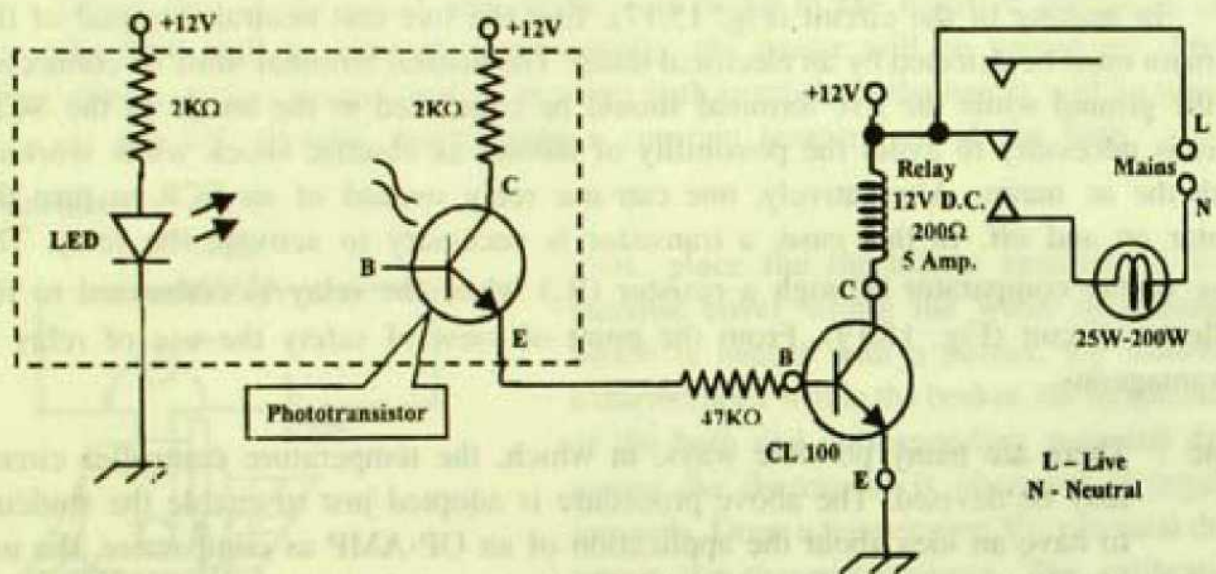 +12V
+12V
2KΩ
2KΩ
+12V
L
C
Relay
Mains
12V D.C.
N
LED
200Ω
B
5 Amp.
C
E
25W-200W
B
Phototransistor
47KΩ
CL 100
L – Live
E
N - Neutral